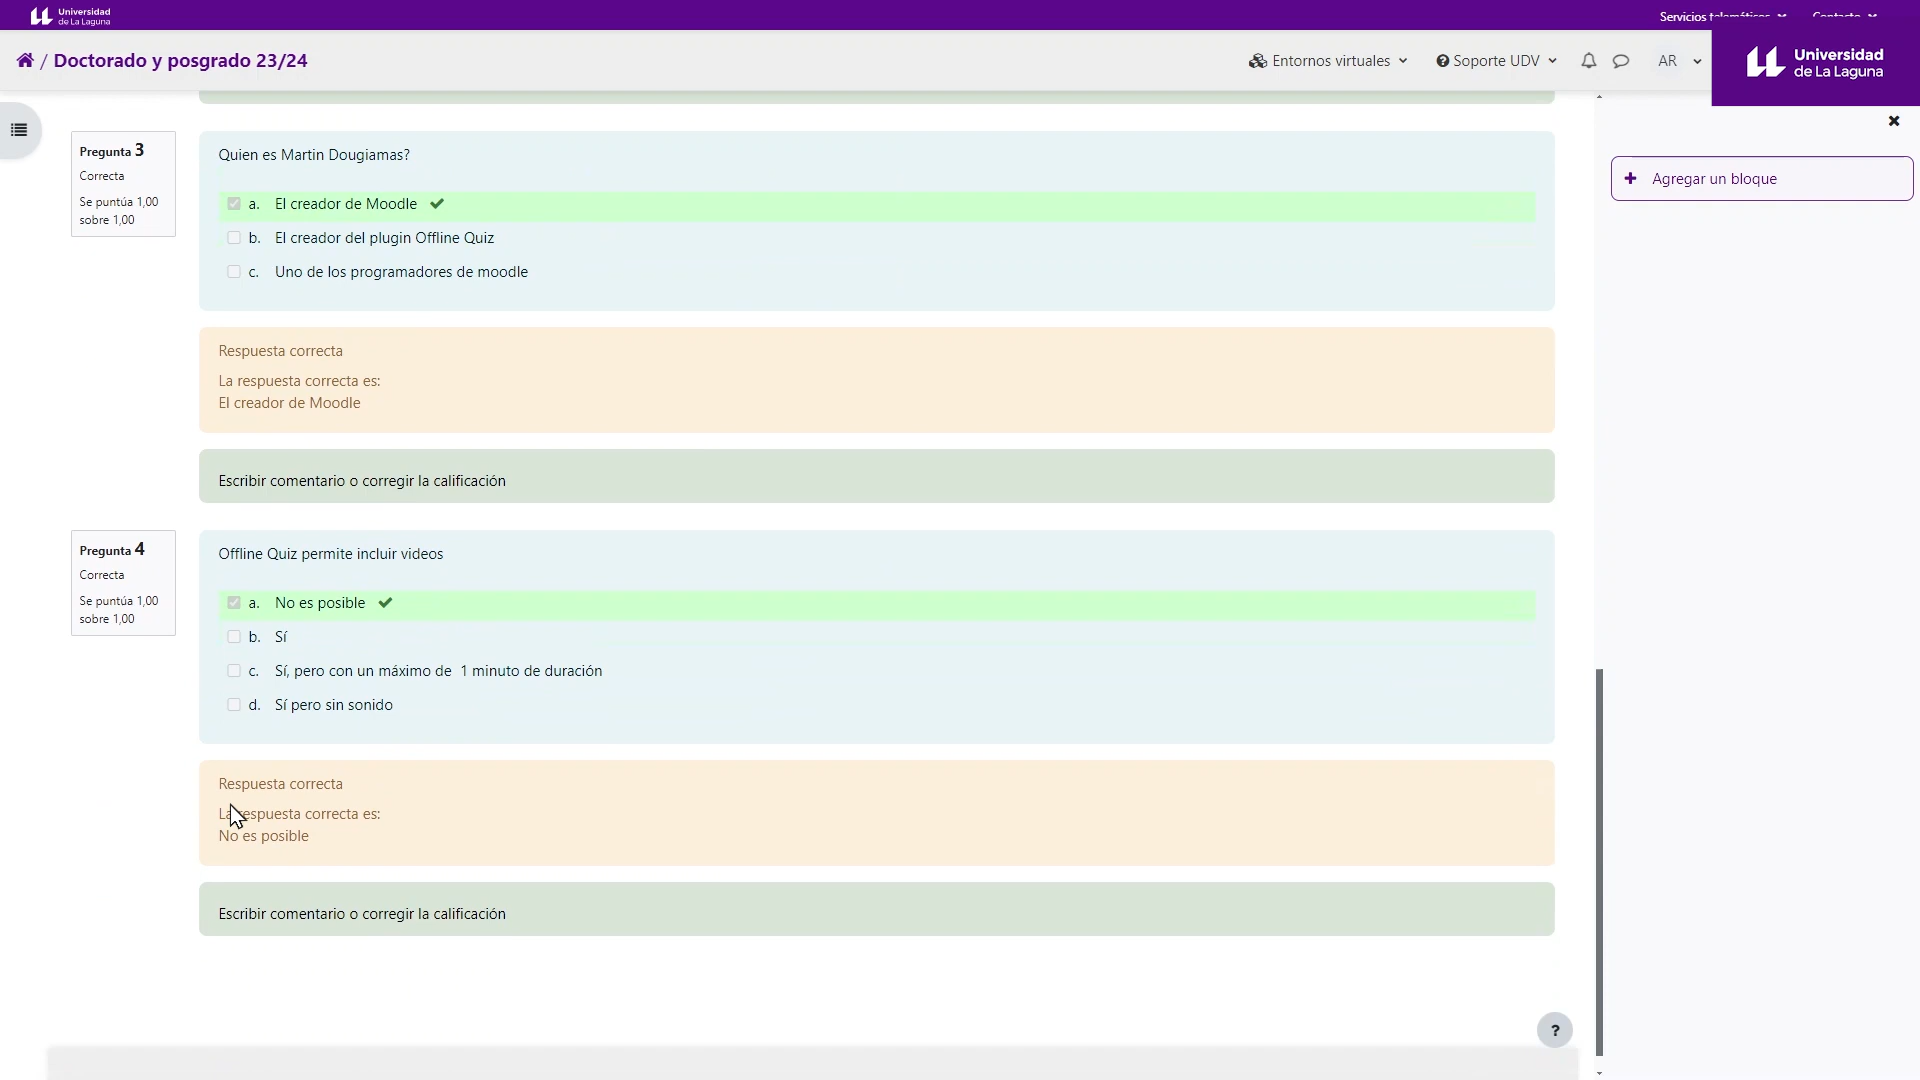 Universidad
de La Laguna
Servicios telemáticos
Contacto
/ Doctorado y posgrado 23/24
Entornos virtuales
Soporte UDV
AR
Universidad
de La Laguna
Agregar un bloque
Pregunta 3
Correcta
Se puntúa 1,00
sobre 1,00
Quien es Martin Dougiamas?
a. El creador de Moodle
b. El creador del plugin Offline Quiz
c. Uno de los programadores de moodle
Respuesta correcta
La respuesta correcta es:
El creador de Moodle
Escribir comentario o corregir la calificación
Pregunta 4
Correcta
Se puntúa 1,00
sobre 1,00
Offline Quiz permite incluir videos
a. No es posible
b. Sí
c. Sí, pero con un máximo de 1 minuto de duración
d. Sí pero sin sonido
Respuesta correcta
La respuesta correcta es:
No es posible
Escribir comentario o corregir la calificación
?